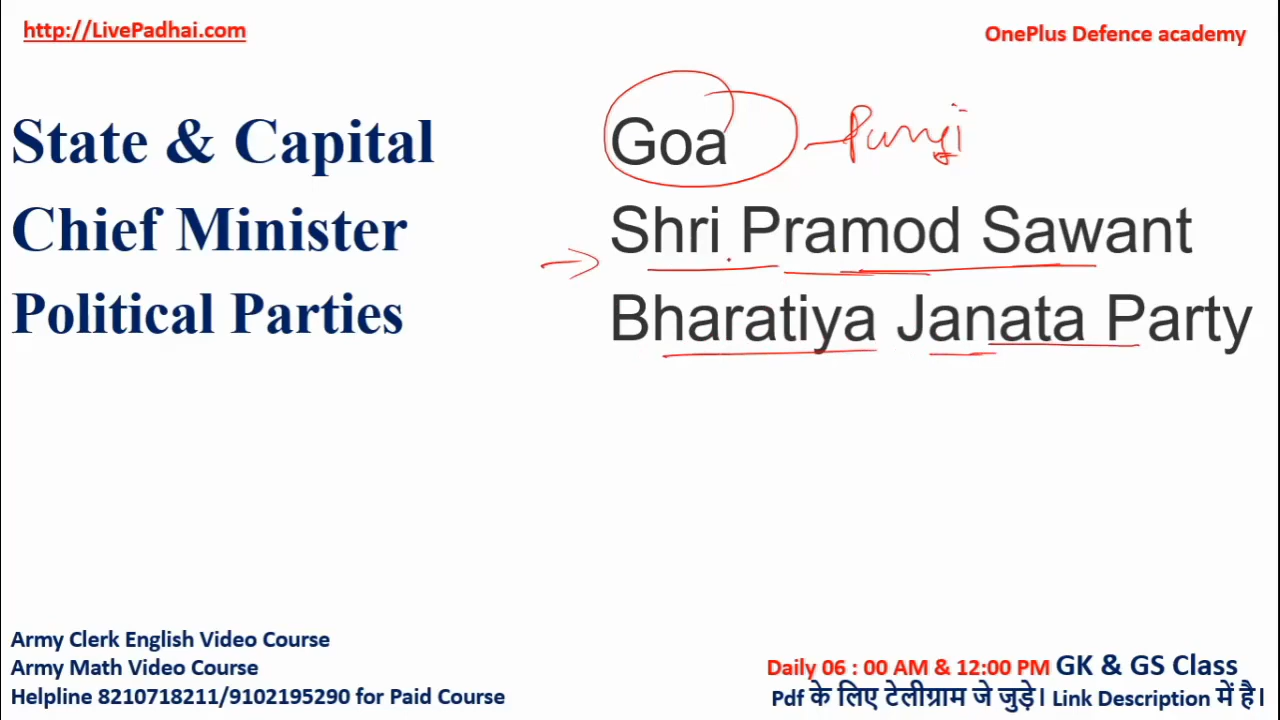 http://LivePadhai.com
OnePlus Defence academy
State & Capital
Goa
Chief Minister
Shri Pramod Sawant
Political Parties
Bharatiya Janata Party
Army Clerk English Video Course
Army Math Video Course
Helpline 8210718211/9102195290 for Paid Course
Daily 06 : 00 AM & 12:00 PM GK & GS Class
Pdf के लिए टेलीग्राम जे जुड़े। Link Description में है।